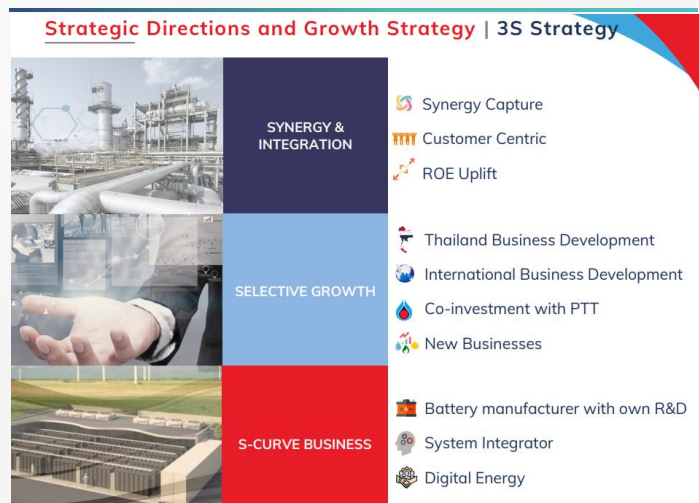 Strategic Directions and Growth Strategy | 3S Strategy
SYNERGY &
INTEGRATION
Synergy Capture
Customer Centric
ROE Uplift
SELECTIVE GROWTH
Thailand Business Development
International Business Development
Co-investment with PTT
New Businesses
S-CURVE BUSINESS
Battery manufacturer with own R&D
System Integrator
Digital Energy